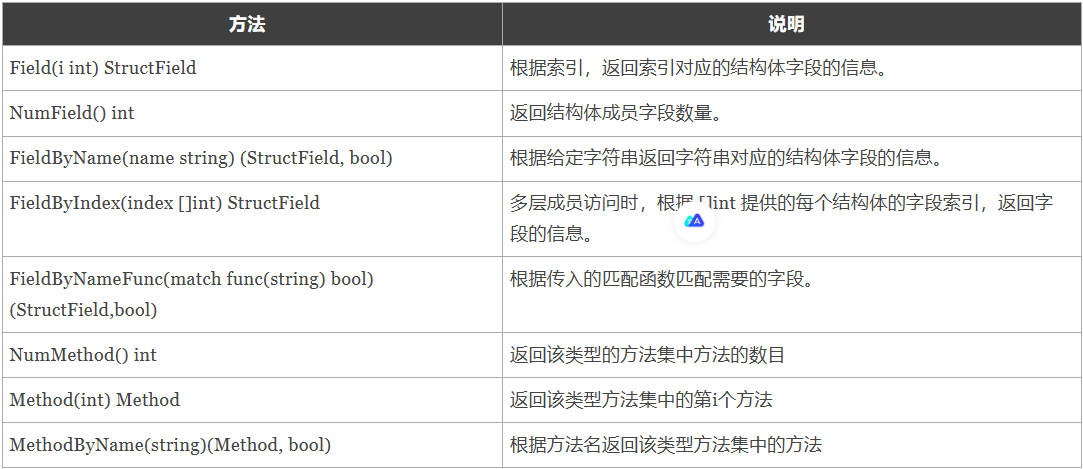 方法
说明
Field(i int) StructField
根据索引，返回索引对应的结构体字段的信息。
NumField() int
返回结构体成员字段数量。
FieldByName(name string) (StructField, bool)
根据给定字符串返回字符串对应的结构体字段的信息。
FieldByIndex(index []int) StructField
多层成员访问时，根据 []int 提供的每个结构体的字段索引，返回字
段的信息。
FieldByNameFunc(match func(string) bool)
(StructField,bool)
根据传入的匹配函数匹配需要的字段。
NumMethod() int
返回该类型的方法集中方法的数目
Method(int) Method
返回该类型方法集中的第i个方法
MethodByName(string)(Method, bool)
根据方法名返回该类型方法集中的方法